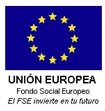 UNIÓN EUROPEA
Fondo Social Europeo
El FSE invierte en tu futuro